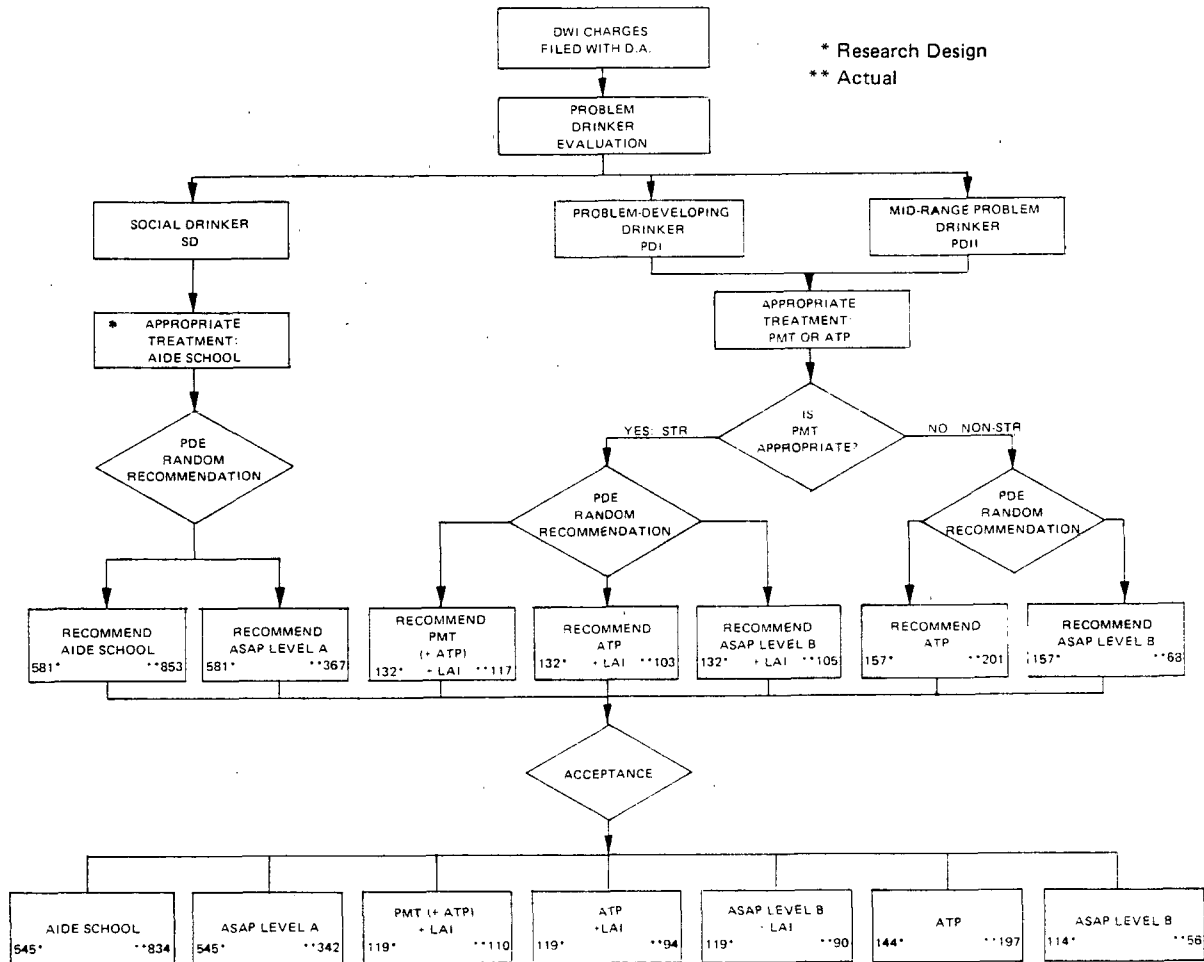 DWI CHARGES
FILED WITH D.A.
* Research Design
** Actual
PROBLEM
DRINKER
EVALUATION
SOCIAL DRINKER
SD
PROBLEM-DEVELOPING
DRINKER
PDI
MID-RANGE PROBLEM
DRINKER
PDII
* APPROPRIATE
TREATMENT:
AIDE SCHOOL
APPROPRIATE
TREATMENT:
PMT OR ATP
IS
PMT
APPROPRIATE?
YES: STR
NO NON-STR
PDE
RANDOM
RECOMMENDATION
PDE
RANDOM
RECOMMENDATION
PDE
RANDOM
RECOMMENDATION
RECOMMEND
AIDE SCHOOL
581* **853
RECOMMEND
ASAP LEVEL A
581* **367
RECOMMEND
PMT
(+ ATP)
132* + LAI **117
RECOMMEND
ATP
132* + LAI **103
RECOMMEND
ASAP LEVEL B
132* + LAI **105
RECOMMEND
ATP
157* **201
RECOMMEND
ASAP LEVEL B
157* **68
ACCEPTANCE
AIDE SCHOOL
545* **834
ASAP LEVEL A
545* **342
PMT (+ ATP)
+ LAI
119* **110
ATP
+LAI
119* **94
ASAP LEVEL B
+ LAI
119* **90
ATP
144* **197
ASAP LEVEL B
114* **56